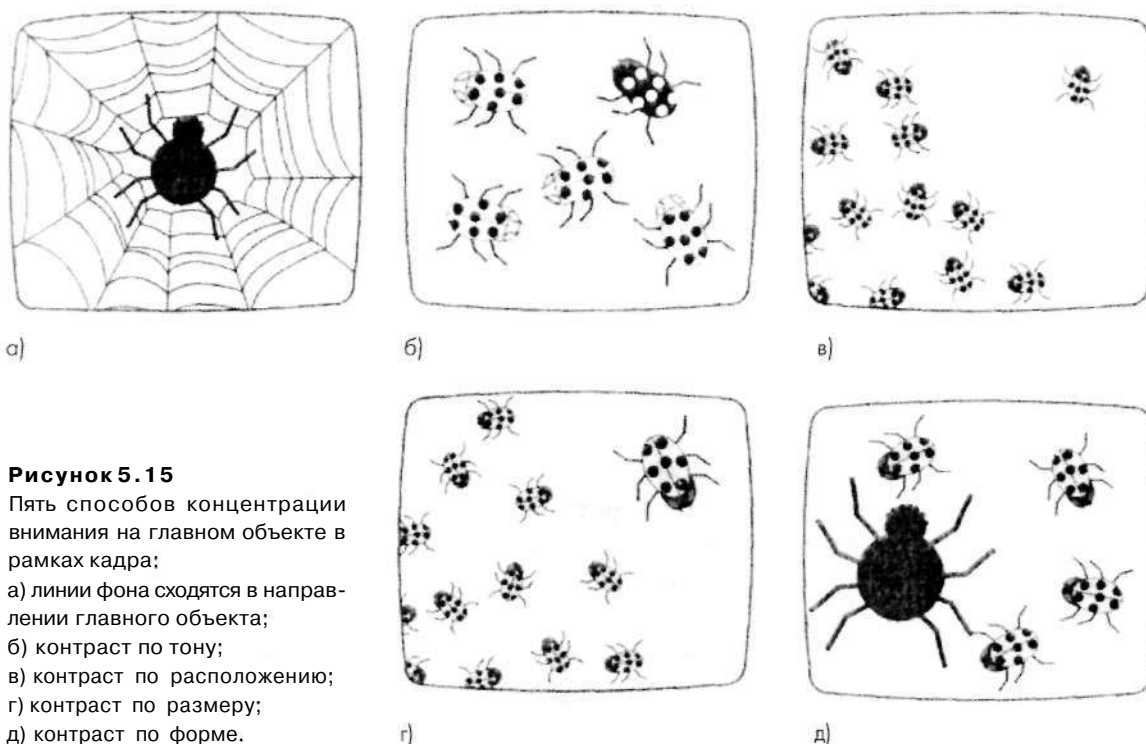 а)
б)
в)
Рисунок 5.15
Пять способов концентрации
внимания на главном объекте в
рамках кадра;
а) линии фона сходятся в направ-
лении главного объекта;
б) контраст по тону;
в) контраст по расположению;
г) контраст по размеру;
д) контраст по форме.
г)
д)